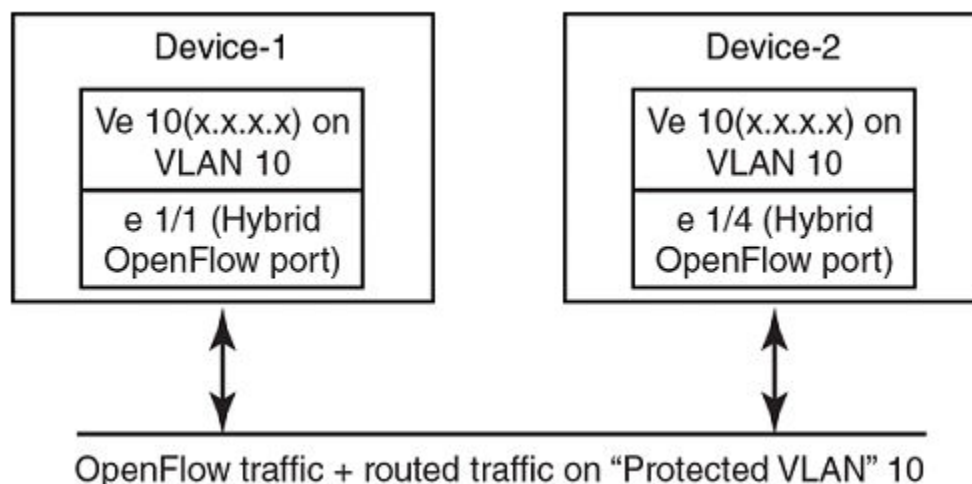 Device-1
Ve 10(x.x.x.x) on
VLAN 10
e 1/1 (Hybrid
OpenFlow port)
Device-2
Ve 10(x.x.x.x) on
VLAN 10
e 1/4 (Hybrid
OpenFlow port)
OpenFlow traffic + routed traffic on “Protected VLAN” 10